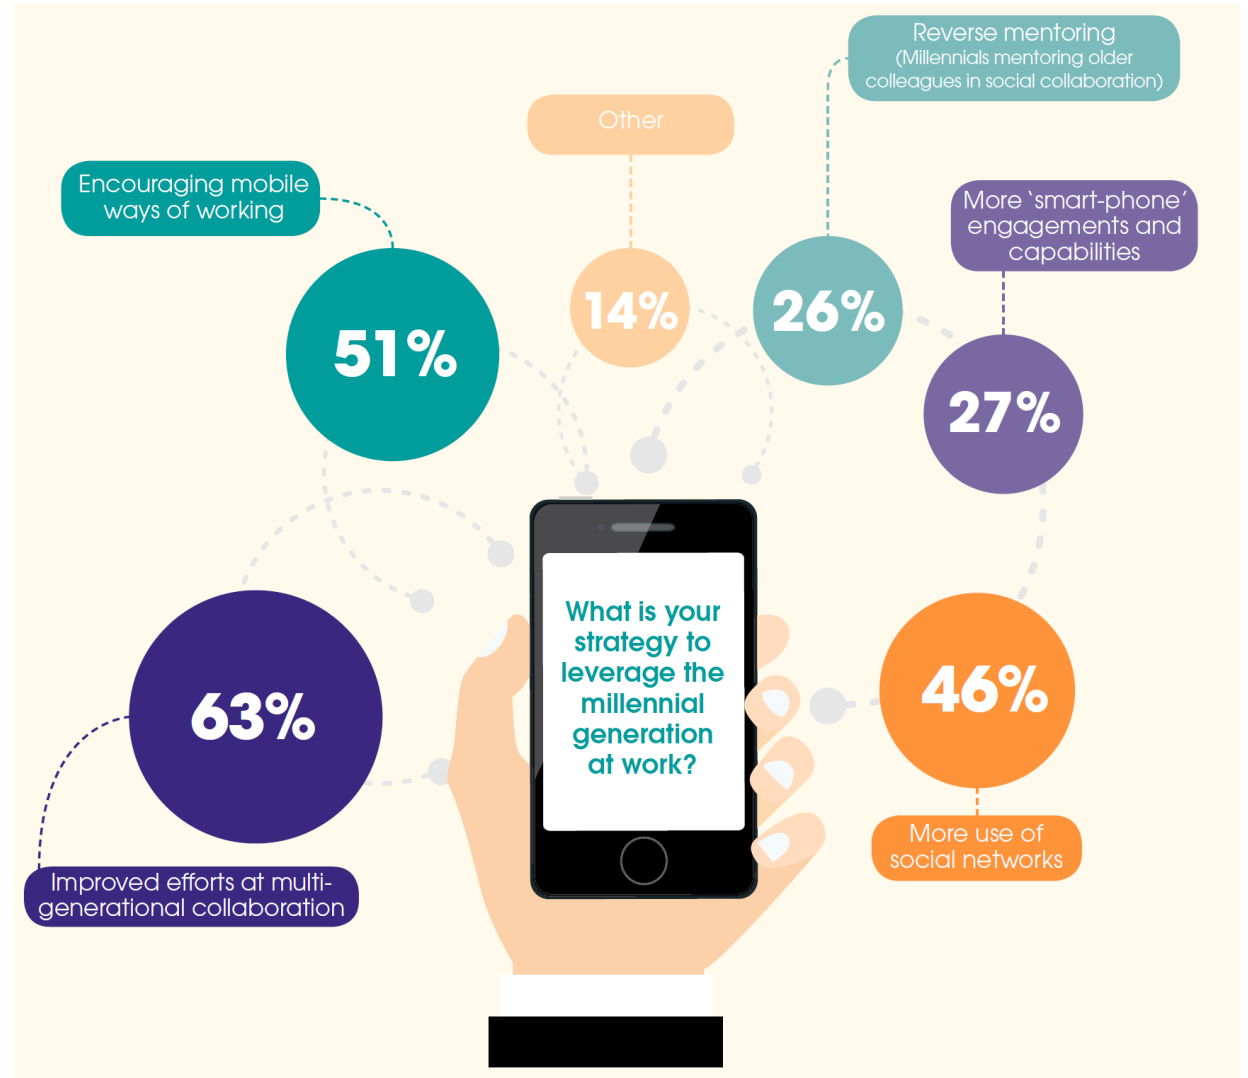 Reverse mentoring
(Millennials mentoring older
colleagues in social collaboration)
Other
Encouraging mobile
ways of working
More ‘smart-phone’
engagements and
capabilities
51%
14%
26%
27%
63%
46%
What is your
strategy to
leverage the
millennial
generation
at work?
More use of
social networks
Improved efforts at multi-
generational collaboration